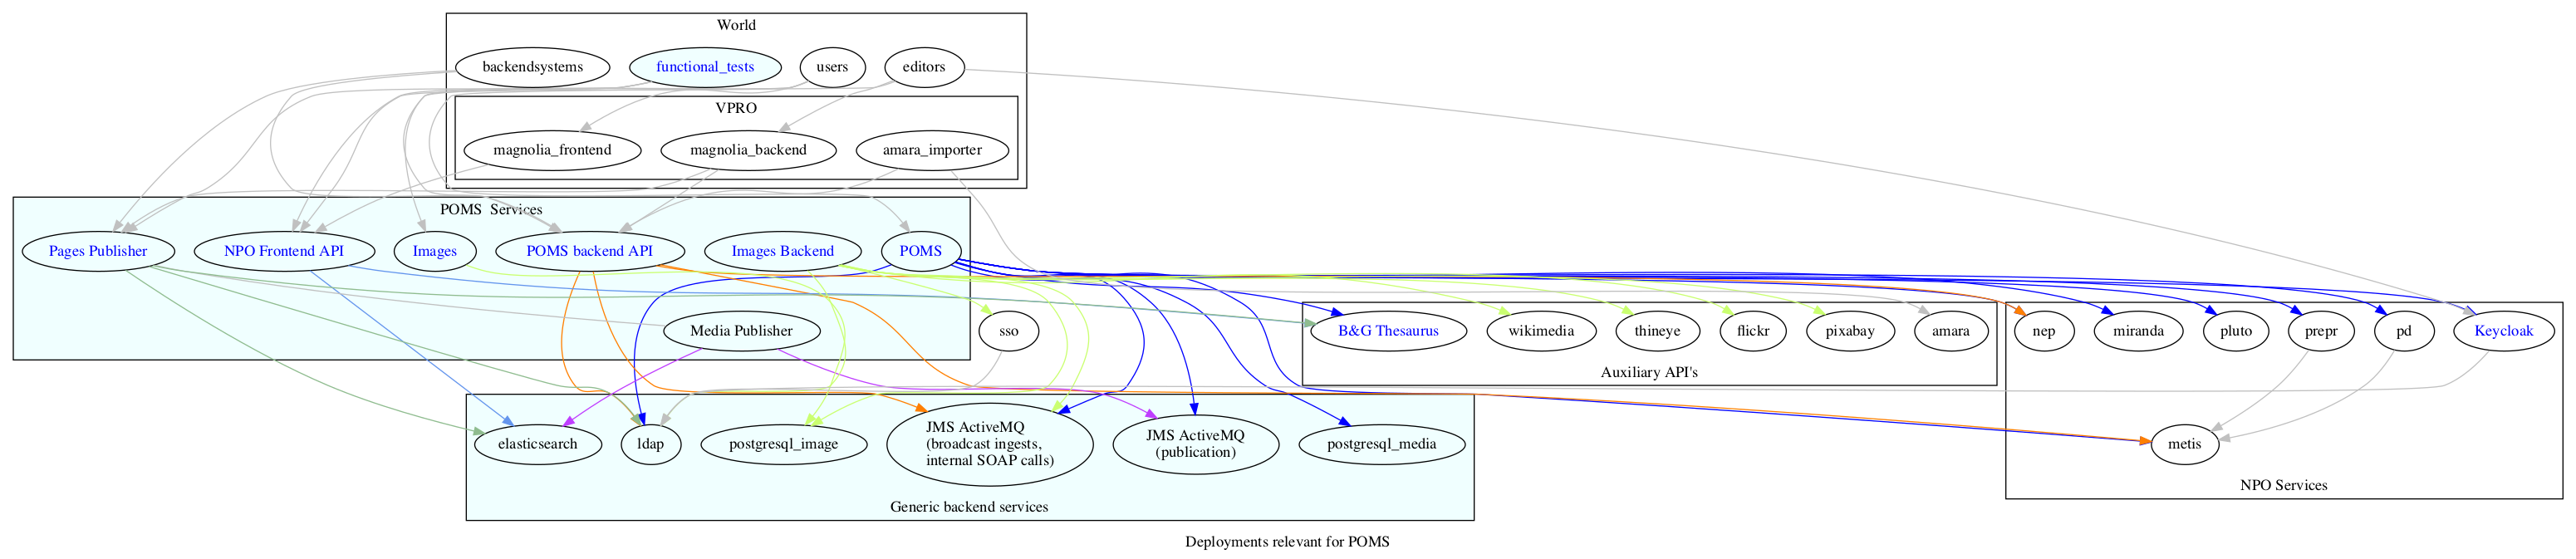 World
backendsystems
functional_tests
users
editors
VPRO
magnolia_frontend
magnolia_backend
amara_importer
POMS  Services
Pages Publisher
NPO Frontend API
Images
POMS backend API
Images Backend
POMS
Media Publisher
sso
B&G Thesaurus
wikimedia
thineye
flickr
pixabay
amara
Auxiliary API's
nep
miranda
pluto
prepr
pd
Keycloak
elasticsearch
ldap
postgresql_image
JMS ActiveMQ
(broadcast ingests,
internal SOAP calls)
JMS ActiveMQ
(publication)
postgresql_media
metis
NPO Services
Generic backend services
Deployments relevant for POMS